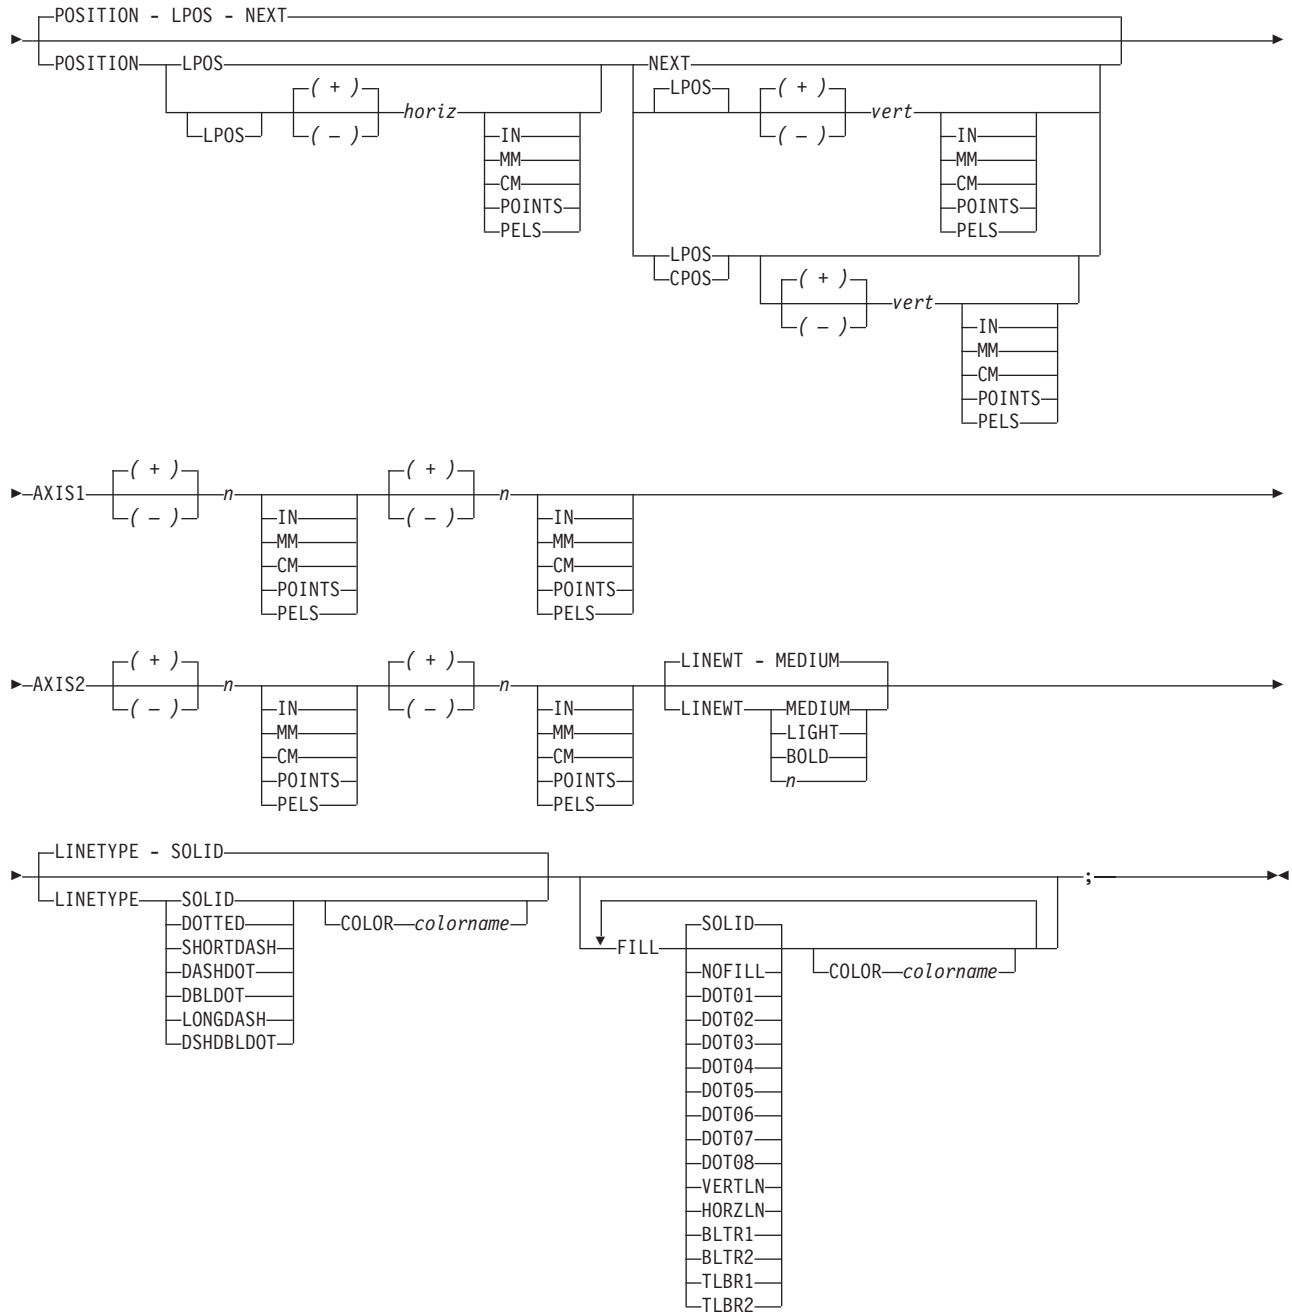 POSITION - LPOS - NEXT
POSITION LPOS NEXT
( + ) LPOS ( + )
LPOS horiz vert
( – ) IN ( – ) IN
MM MM
CM CM
POINTS POINTS
PELS PELS
LPOS
CPOS ( + )
vert
( – ) IN
MM
CM
POINTS
PELS
( + ) ( + )
AXIS1 n n
( – ) IN ( – ) IN
MM MM
CM CM
POINTS POINTS
PELS PELS
( + ) ( + ) LINEWT - MEDIUM
AXIS2 n n
( – ) IN ( – ) IN LINEWT MEDIUM
MM MM LIGHT
CM CM BOLD
POINTS POINTS n
PELS PELS
LINETYPE - SOLID
;
LINETYPE SOLID
DOTTED COLOR colorname SOLID
SHORTDASH FILL
DASHDOT NOFILL COLOR colorname
DBLDOT DOT01
LONGDASH DOT02
DSHDBLDOT DOT03
DOT04
DOT05
DOT06
DOT07
DOT08
VERTLN
HORZLN
BLTR1
BLTR2
TLBR1
TLBR2